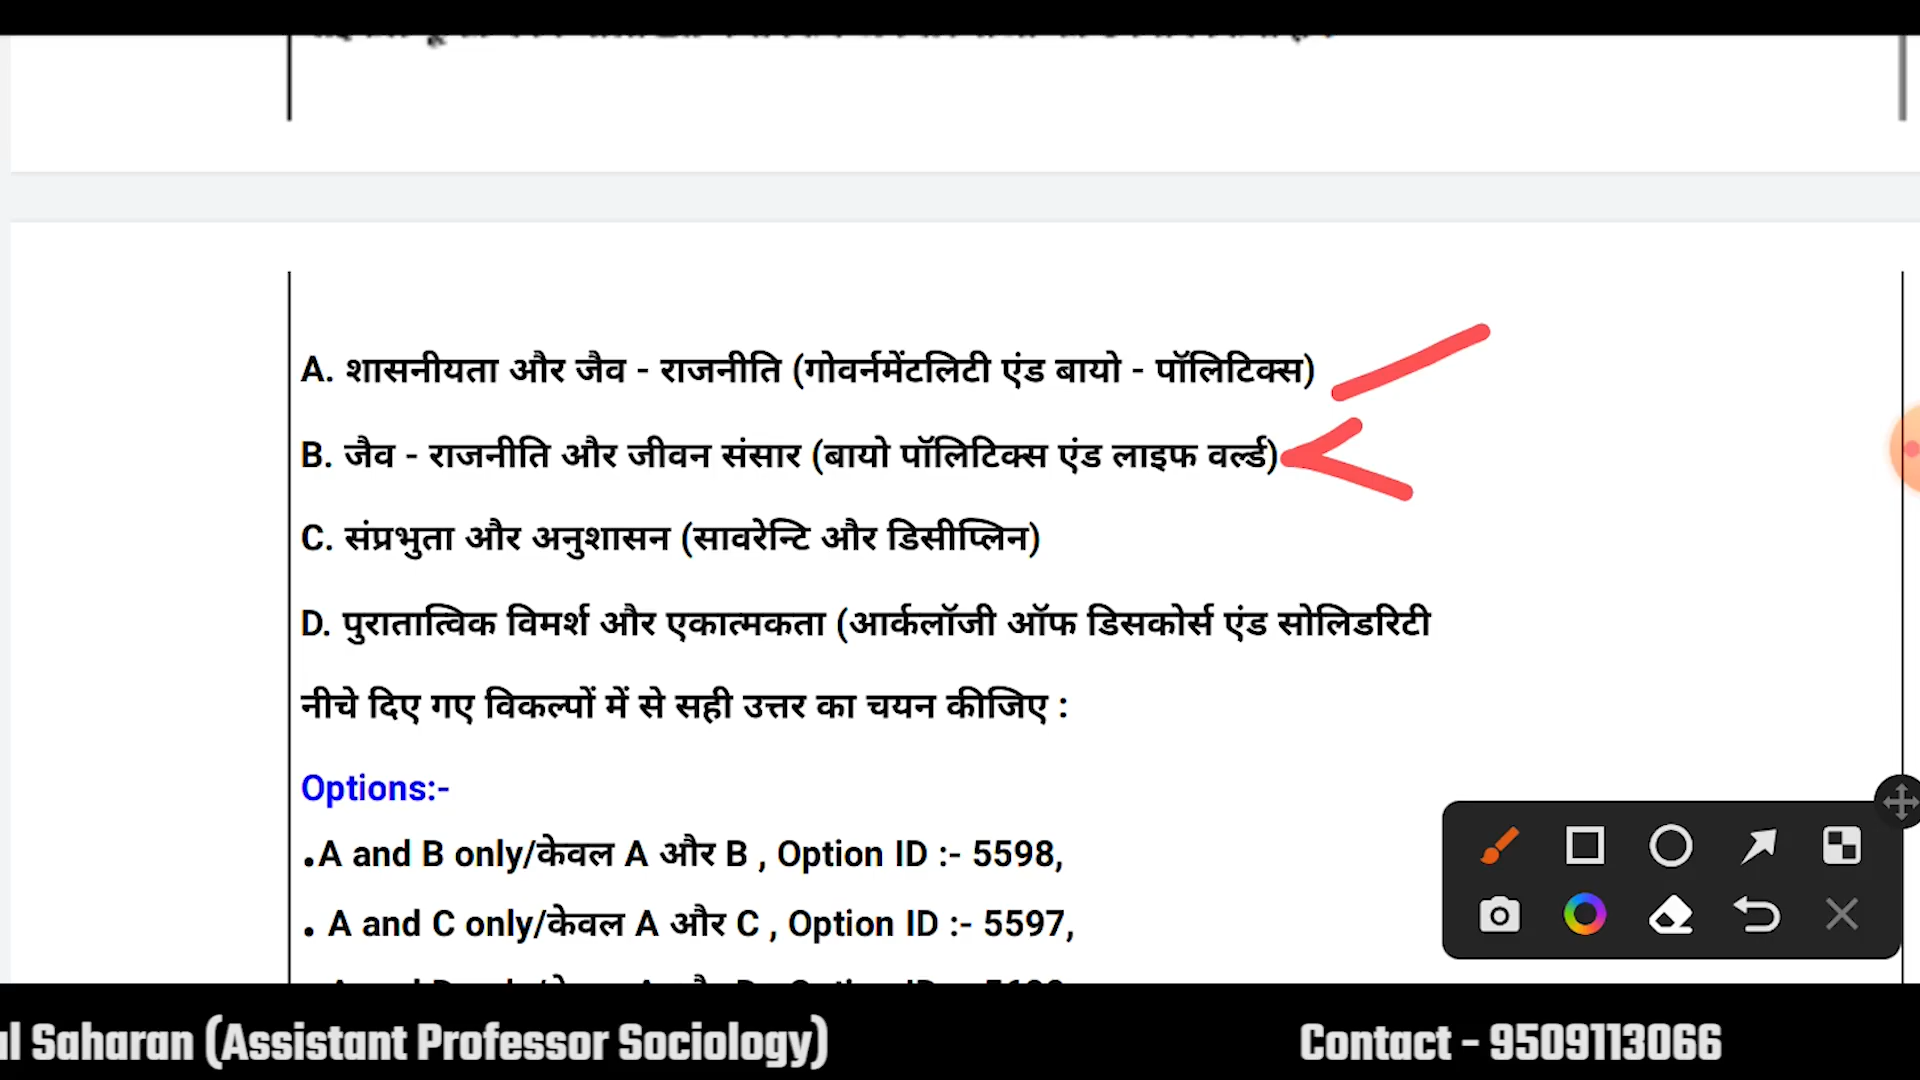 A. शासनीयता और जैव - राजनीति (गोवर्नमेंटलिटी एंड बायो - पॉलिटिक्स)
B. जैव - राजनीति और जीवन संसार (बायो पॉलिटिक्स एंड लाइफ वर्ल्ड)
C. संप्रभुता और अनुशासन (सावरेन्टि और डिसीप्लिन)
D. पुरातात्विक विमर्श और एकात्मकता (आर्कलॉजी ऑफ डिसकोर्स एंड सोलिडरिटी
नीचे दिए गए विकल्पों में से सही उत्तर का चयन कीजिए :
Options:-
.A and B only/केवल A और B , Option ID :- 5598,
. A and C only/केवल A और C , Option ID :- 5597,
Saharan (Assistant Professor Sociology)
Contact - 9509113066